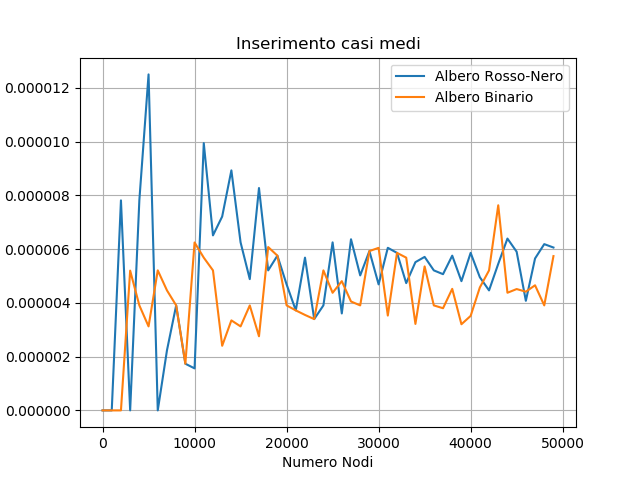 Inserimento casi medi
Albero Rosso-Nero
Albero Binario
0.000012
0.000010
0.000008
0.000006
0.000004
0.000002
0.000000
0 10000 20000 30000 40000 50000
Numero Nodi